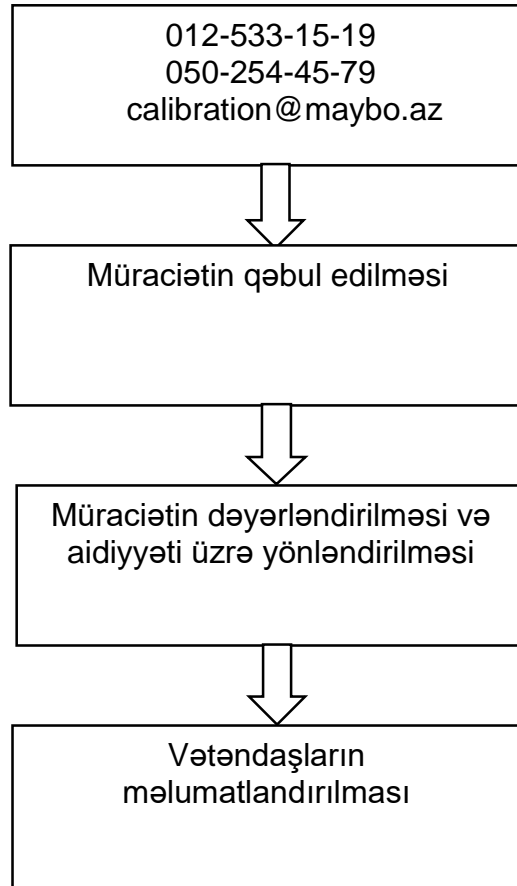 012-533-15-19
050-254-45-79
calibration@maybo.az
Müraciətin qəbul edilməsi
Müraciətin dəyərləndirilməsi və
aidiyyəti üzrə yönləndirilməsi
Vətəndaşların
məlumatlandırılması